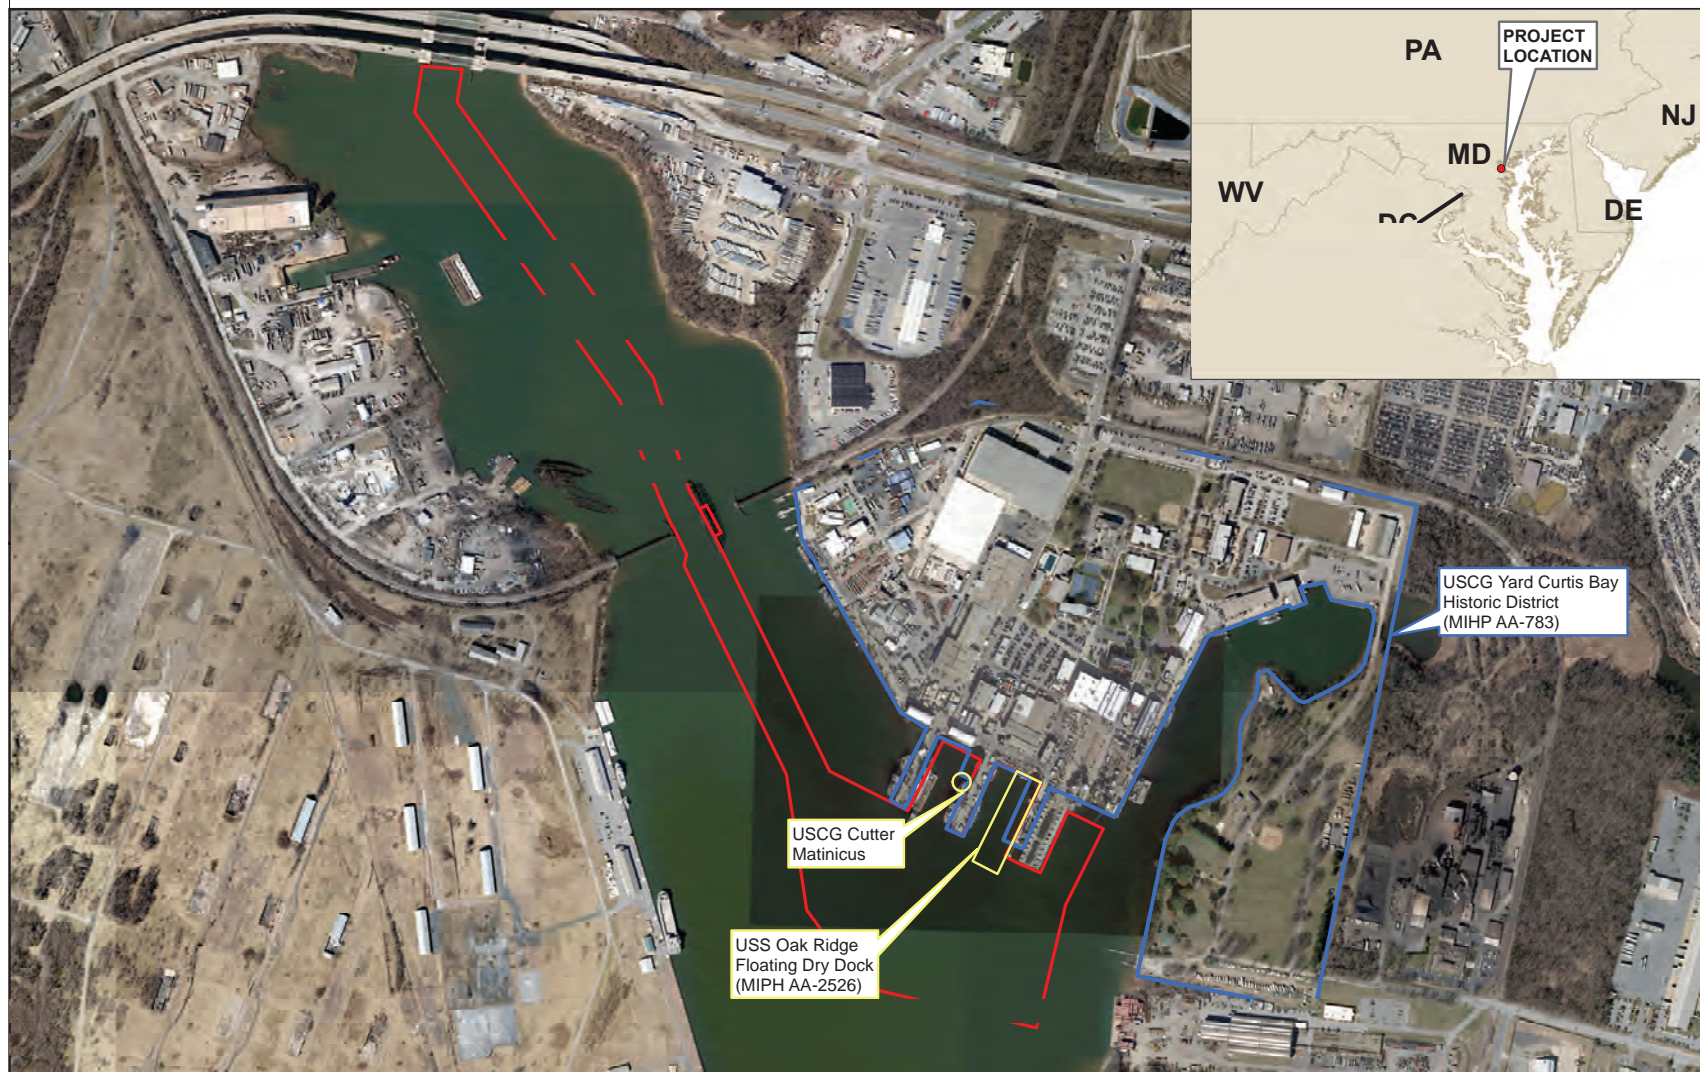 PROJECT
LOCATION
PA
NJ
MD
WV
DE
USCG Yard Curtis Bay
Historic District
(MIHP AA-783)
USCG Cutter
Matinicus
USS Oak Ridge
Floating Dry Dock
(MIPH AA-2526)